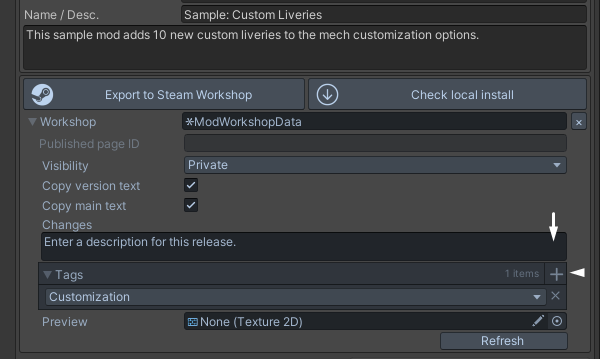 Name / Desc. Sample: Custom Liveries
This sample mod adds 10 new custom liveries to the mech customization options.
Export to Steam Workshop Check local install
Workshop ModWorkshopData
Published page ID
Visibility Private
Copy version text
Copy main text
Changes
Enter a description for this release.
Tags 1 items
Customization
Preview None (Texture 2D)
Refresh